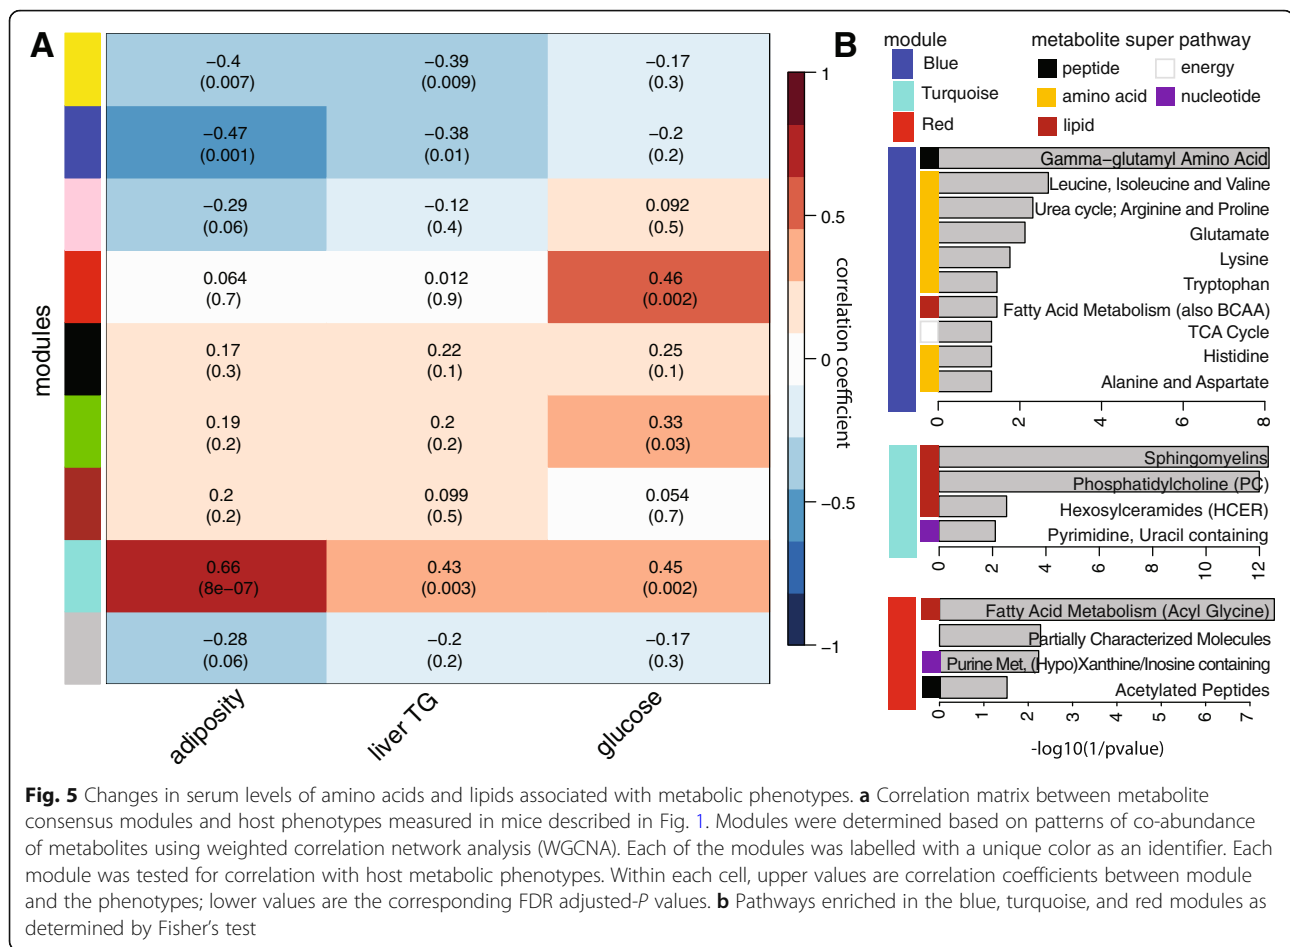 A
−0.4 −0.39 −0.17
(0.007) (0.009) (0.3)
−0.47 −0.38 −0.2
(0.001) (0.01) (0.2)
−0.29 −0.12 0.092
(0.06) (0.4) (0.5)
0.064 0.012 0.46
(0.7) (0.9) (0.002)
0.17 0.22 0.25
(0.3) (0.1) (0.1)
0.19 0.2 0.33
(0.2) (0.2) (0.03)
0.2 0.099 0.054
(0.2) (0.5) (0.7)
0.66 0.43 0.45
(8e−07) (0.003) (0.002)
−0.28 −0.2 −0.17
(0.06) (0.2) (0.3)
modules
adiposity
liver TG
glucose
1
0.5
0
−0.5
−1
correlation coefficient
B
module
Blue
Turquoise
Red
metabolite super pathway
peptide
energy
amino acid
nucleotide
lipid
Gamma−glutamyl Amino Acid
Leucine, Isoleucine and Valine
Urea cycle; Arginine and Proline
Glutamate
Lysine
Tryptophan
Fatty Acid Metabolism (also BCAA)
TCA Cycle
Histidine
Alanine and Aspartate
0 2 4 6 8
Sphingomyelins
Phosphatidylcholine (PC)
Hexosylceramides (HCER)
Pyrimidine, Uracil containing
0 2 4 6 8 10 12
Fatty Acid Metabolism (Acyl Glycine)
Partially Characterized Molecules
Purine Met, (Hypo)Xanthine/Inosine containing
Acetylated Peptides
0 1 2 3 4 5 6 7
-log10(1/pvalue)
Fig. 5 Changes in serum levels of amino acids and lipids associated with metabolic phenotypes. a Correlation matrix between metabolite
consensus modules and host phenotypes measured in mice described in Fig. 1. Modules were determined based on patterns of co-abundance
of metabolites using weighted correlation network analysis (WGCNA). Each of the modules was labelled with a unique color as an identifier. Each
module was tested for correlation with host metabolic phenotypes. Within each cell, upper values are correlation coefficients between module
and the phenotypes; lower values are the corresponding FDR adjusted-P values. b Pathways enriched in the blue, turquoise, and red modules as
determined by Fisher's test